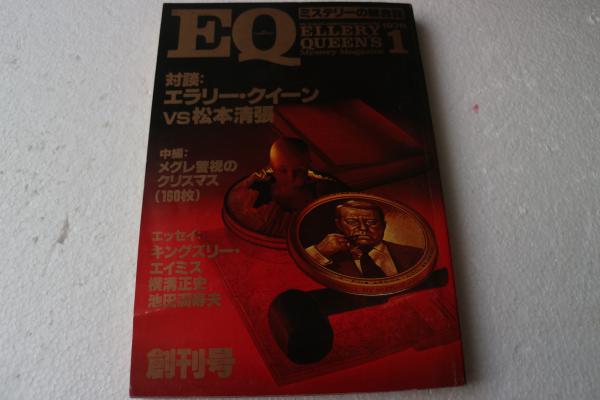 EQ
ミステリーの総合誌
ELLERY
QUEEN'S
Mystery Magazine
1978
1
対談:
エラリー・クイーン
VS松本清張
中編:
メグレ警視の
クリスマス
(160枚)
エッセイ:
キングズリー・
エイミス
横溝正史
池田満寿夫
創刊号